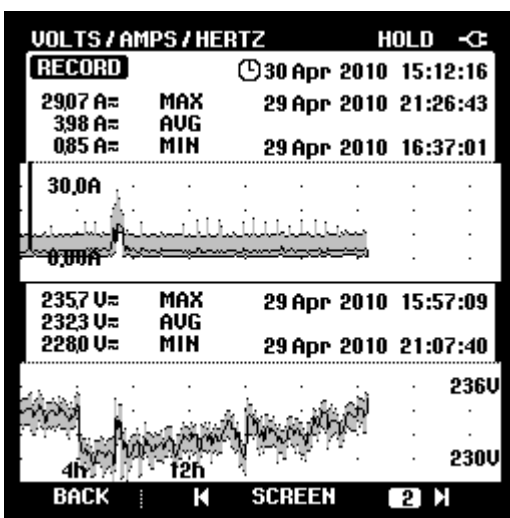 VOLTS/AMPS/HERTZ HOLD
RECORD 30 Apr 2010 15:12:16
29,07 A≂ MAX 29 Apr 2010 21:26:43
3,98 A≂ AVG
0,85 A≂ MIN 29 Apr 2010 16:37:01
30,0A
0,00A
235,7 V≂ MAX 29 Apr 2010 15:57:09
232,3 V≂ AVG
228,0 V≂ MIN 29 Apr 2010 21:07:40
236V
230V
4h 12h
BACK SCREEN 2